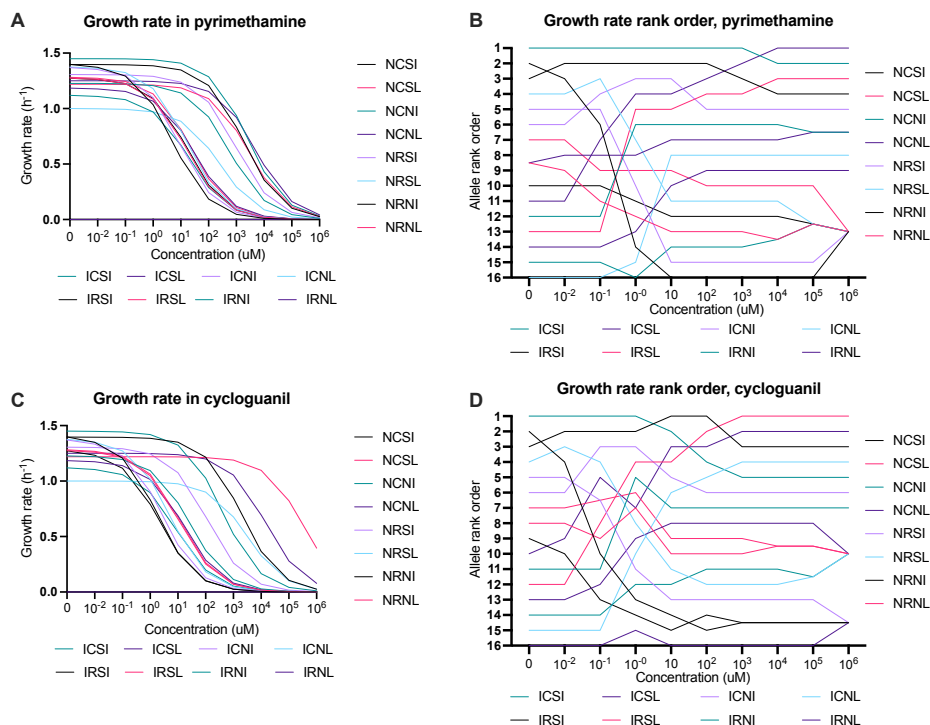 A
Growth rate in pyrimethamine
Growth rate (h⁻¹)
1.5
1.0
0.5
0.0
0 10⁻² 10⁻¹ 10⁰ 10¹ 10² 10³ 10⁴ 10⁵ 10⁶
Concentration (uM)
NCSI
NCSL
NCNI
NCNL
NRSI
NRSL
NRNI
NRNL
ICSI ICSL ICNI ICNL
IRSI IRSL IRNI IRNL
B
Growth rate rank order, pyrimethamine
Allele rank order
1
2
3
4
5
6
7
8
9
10
11
12
13
14
15
16
0 10⁻² 10⁻¹ 10⁻⁰ 10 10² 10³ 10⁴ 10⁵ 10⁶
Concentration (uM)
NCSI
NCSL
NCNI
NCNL
NRSI
NRSL
NRNI
NRNL
ICSI ICSL ICNI ICNL
IRSI IRSL IRNI IRNL
C
Growth rate in cycloguanil
Growth rate (h⁻¹)
1.5
1.0
0.5
0.0
0 10⁻² 10⁻¹ 10⁰ 10¹ 10² 10³ 10⁴ 10⁵ 10⁶
Concentration (uM)
NCSI
NCSL
NCNI
NCNL
NRSI
NRSL
NRNI
NRNL
ICSI ICSL ICNI ICNL
IRSI IRSL IRNI IRNL
D
Growth rate rank order, cycloguanil
Allele rank order
1
2
3
4
5
6
7
8
9
10
11
12
13
14
15
16
0 10⁻² 10⁻¹ 10⁻⁰ 10 10² 10³ 10⁴ 10⁵ 10⁶
Concentration (uM)
NCSI
NCSL
NCNI
NCNL
NRSI
NRSL
NRNI
NRNL
ICSI ICSL ICNI ICNL
IRSI IRSL IRNI IRNL